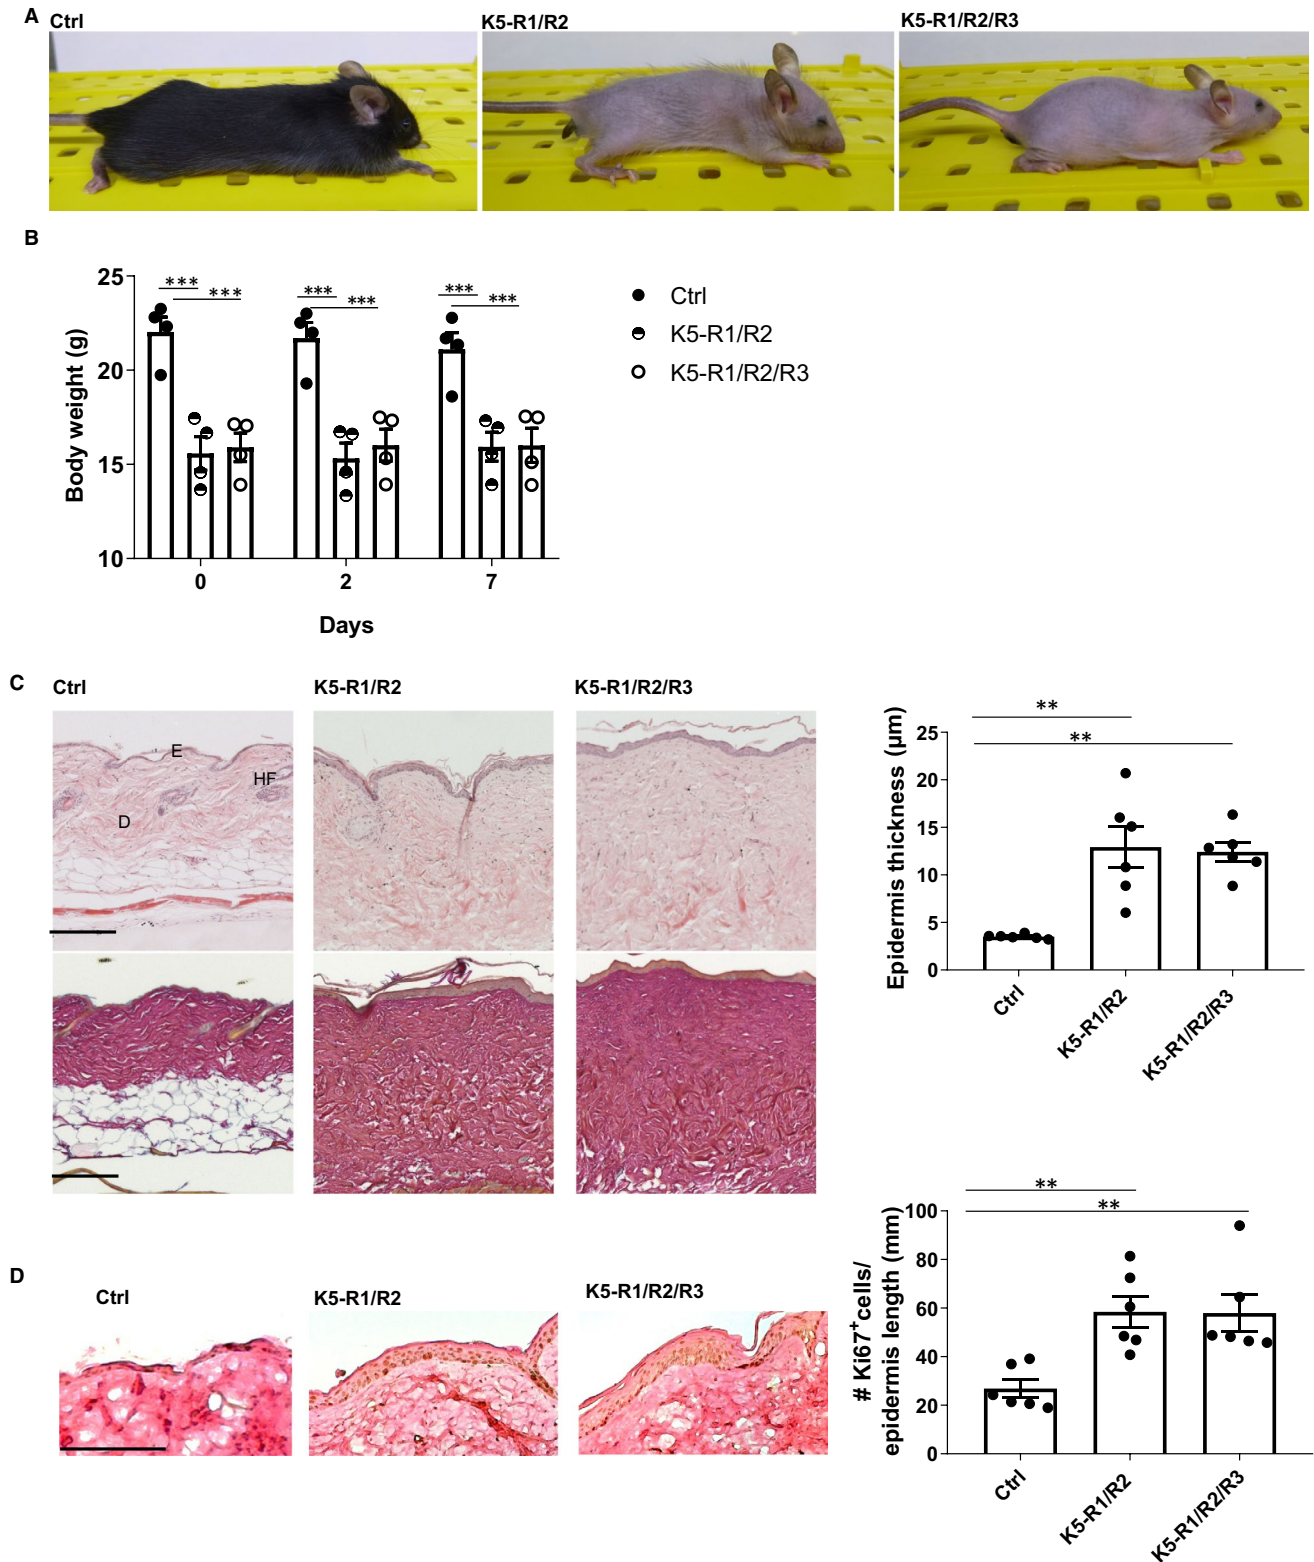 A
Ctrl
K5-R1/R2
K5-R1/R2/R3
B
25
20
15
10
Body weight (g)
*** ***
*** ***
*** ***
0 2 7
Days
Ctrl
K5-R1/R2
K5-R1/R2/R3
C
Ctrl
K5-R1/R2
K5-R1/R2/R3
E
HF
D
Epidermis thickness (μm)
25
20
15
10
5
0
**
**
Ctrl
K5-R1/R2
K5-R1/R2/R3
D
Ctrl
K5-R1/R2
K5-R1/R2/R3
# Ki67⁺cells/
epidermis length (mm)
100
80
60
40
20
0
**
**
Ctrl
K5-R1/R2
K5-R1/R2/R3